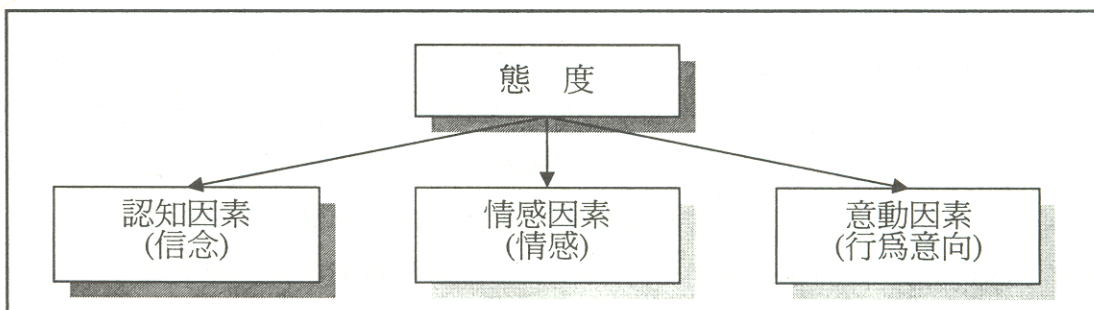 態　度
認知因素
(信念)
情感因素
(情感)
意動因素
(行爲意向)